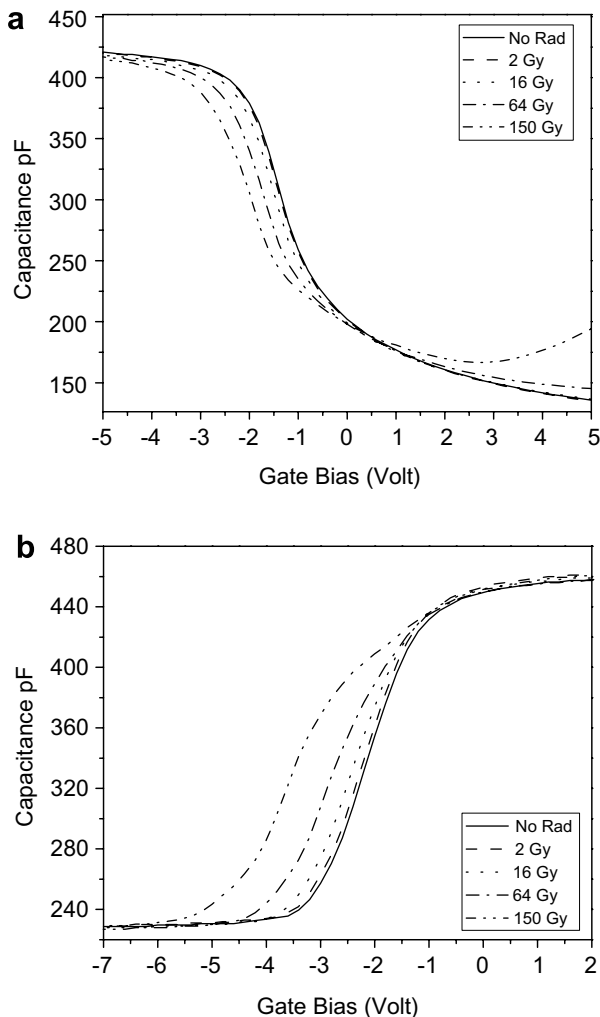 a
450
400
350
300
250
200
150
Capacitance pF
No Rad
2 Gy
16 Gy
64 Gy
150 Gy
-5 -4 -3 -2 -1 0 1 2 3 4 5
Gate Bias (Volt)
b
480
440
400
360
320
280
240
Capacitance pF
No Rad
2 Gy
16 Gy
64 Gy
150 Gy
-7 -6 -5 -4 -3 -2 -1 0 1 2
Gate Bias (Volt)